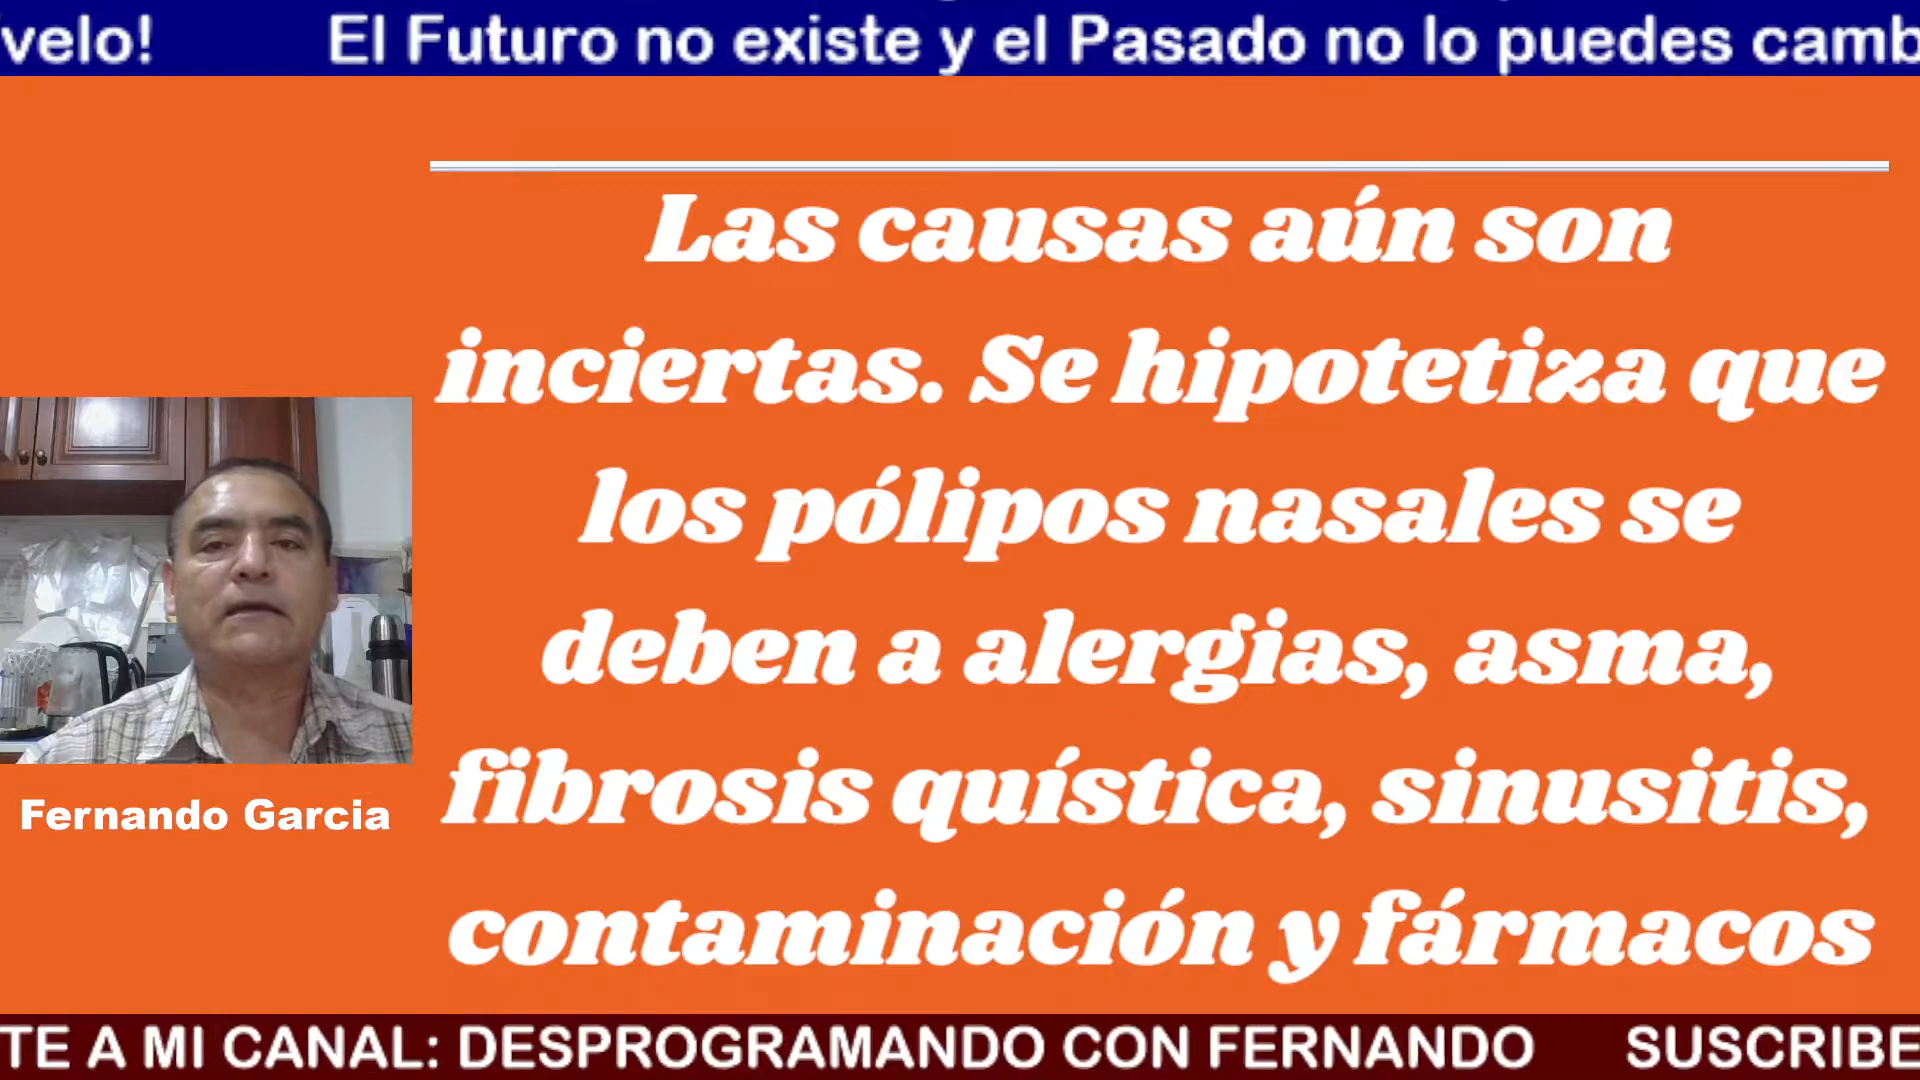 velo! El Futuro no existe y el Pasado no lo puedes camb
Las causas aún son
inciertas. Se hipotetiza que
los pólipos nasales se
deben a alergias, asma,
fibrosis quística, sinusitis,
contaminación y fármacos
Fernando Garcia
TE A MI CANAL: DESPROGRAMANDO CON FERNANDO SUSCRIBE